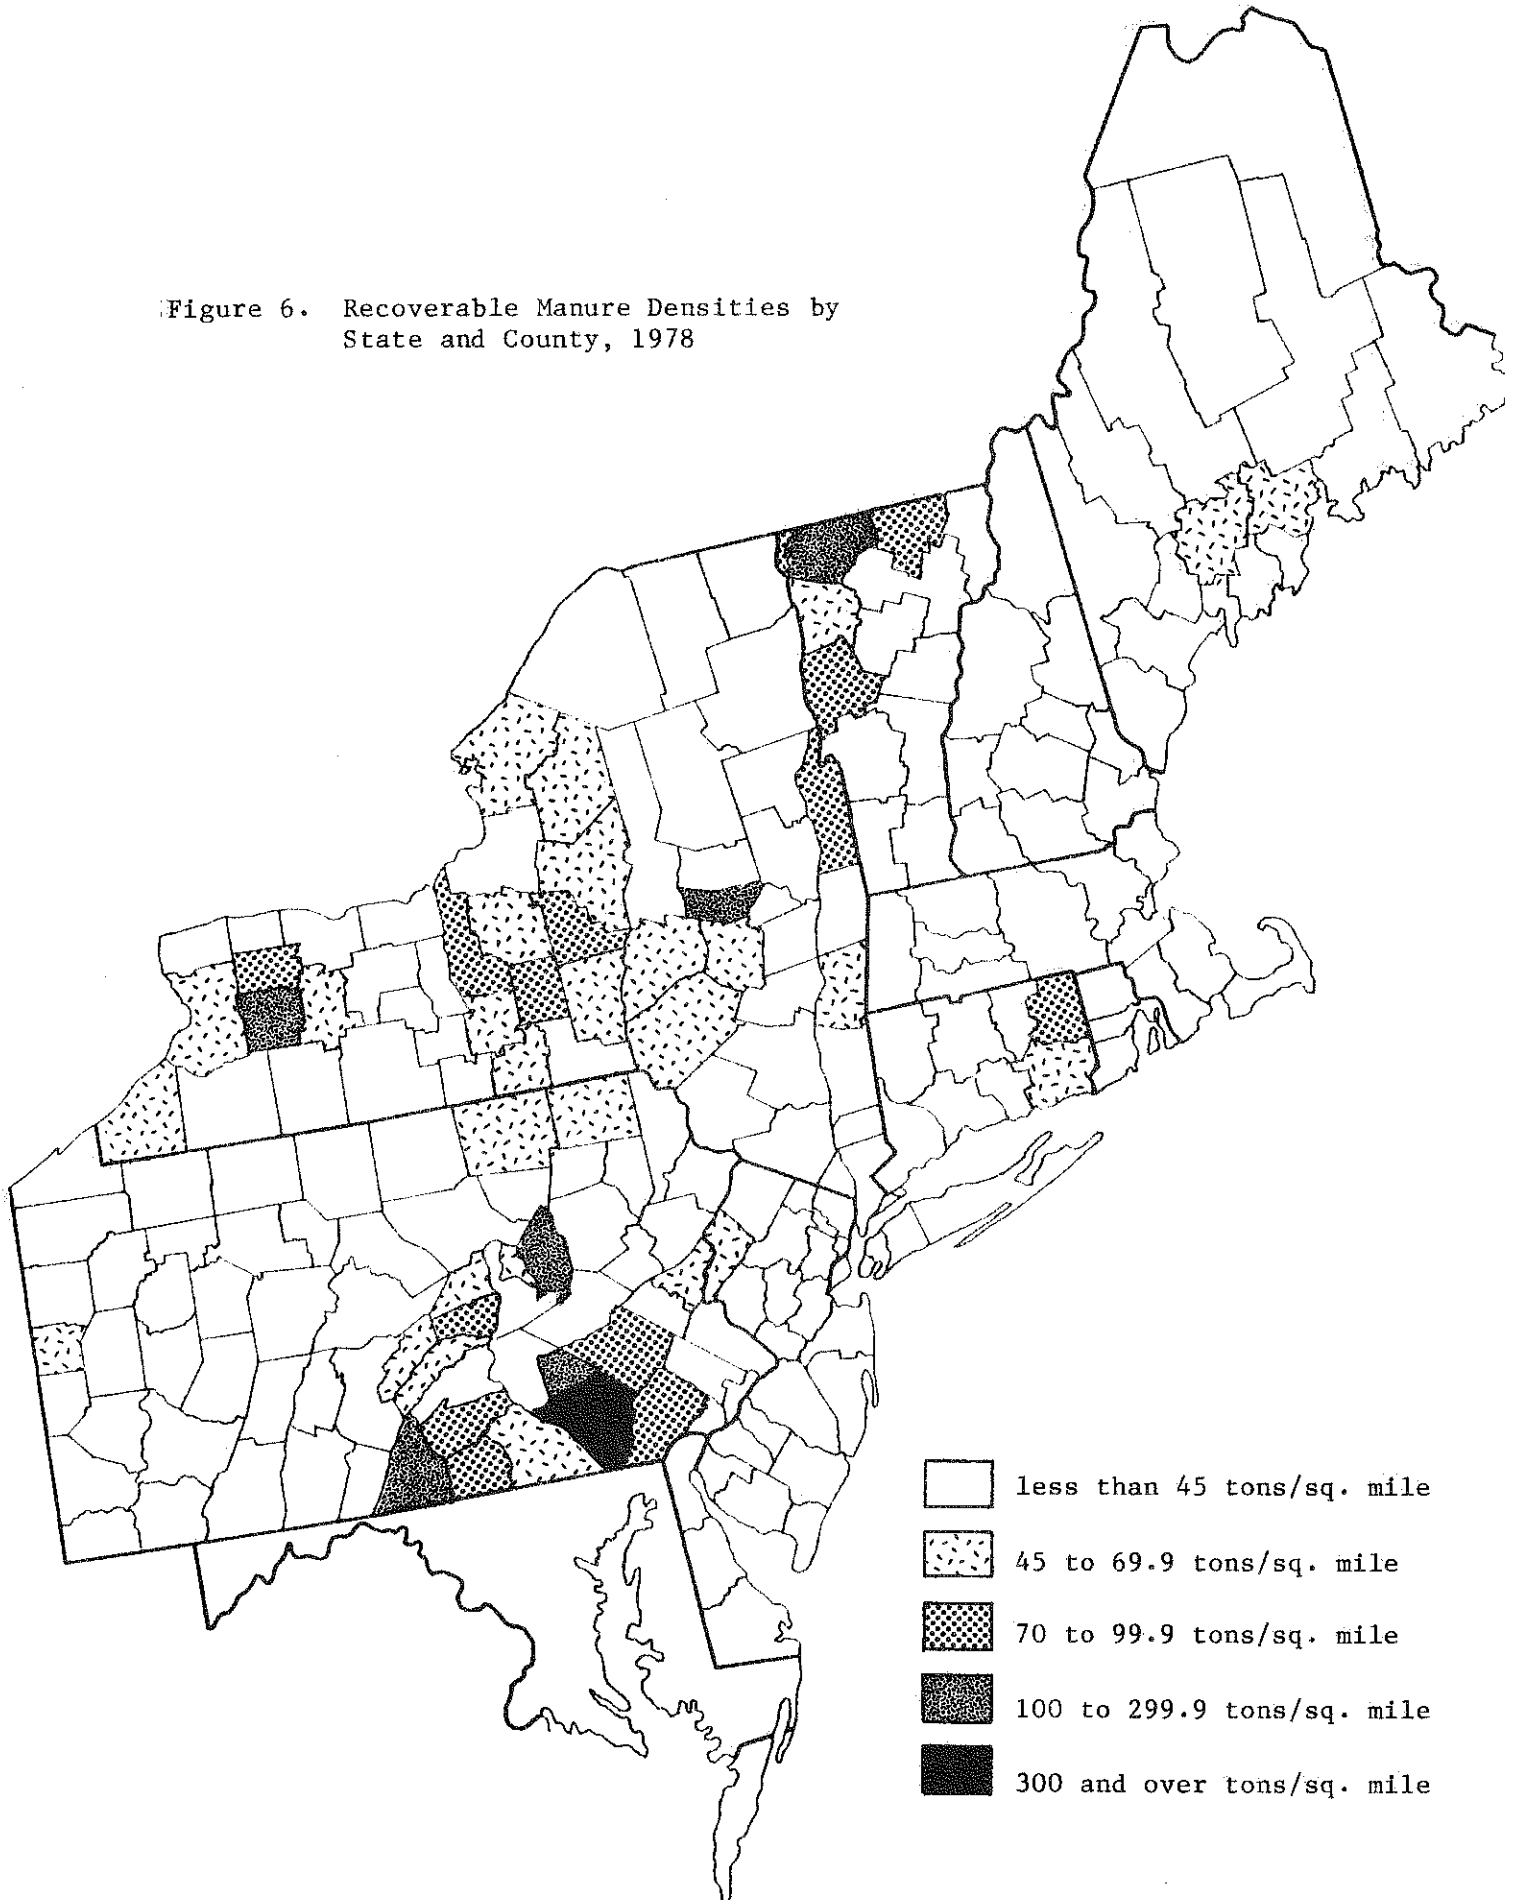 Figure 6. Recoverable Manure Densities by
State and County, 1978
less than 45 tons/sq. mile
45 to 69.9 tons/sq. mile
70 to 99.9 tons/sq. mile
100 to 299.9 tons/sq. mile
300 and over tons/sq. mile